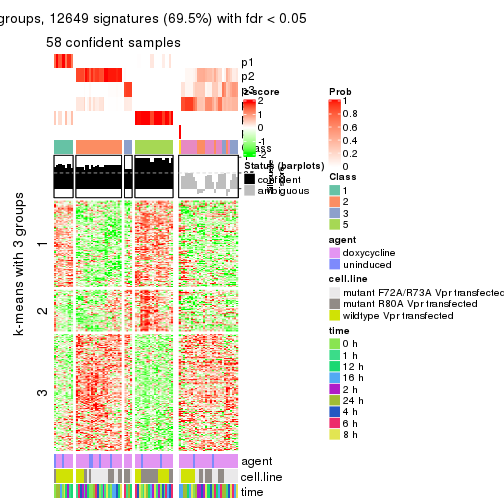 groups, 12649 signatures (69.5%) with fdr < 0.05
58 confident samples
p1
p2
z-score
2
1
0
-1
-2
Prob
1
0.8
0.6
0.4
0.2
0
Status (barplots)
confident
ambiguous
Class
1
2
3
5
agent
doxycycline
uninduced
cell.line
mutant F72A/R73A Vpr transfected
mutant R80A Vpr transfected
wildtype Vpr transfected
time
0 h
1 h
12 h
16 h
2 h
24 h
4 h
6 h
8 h
k-means with 3 groups
1
2
3
agent
cell.line
time